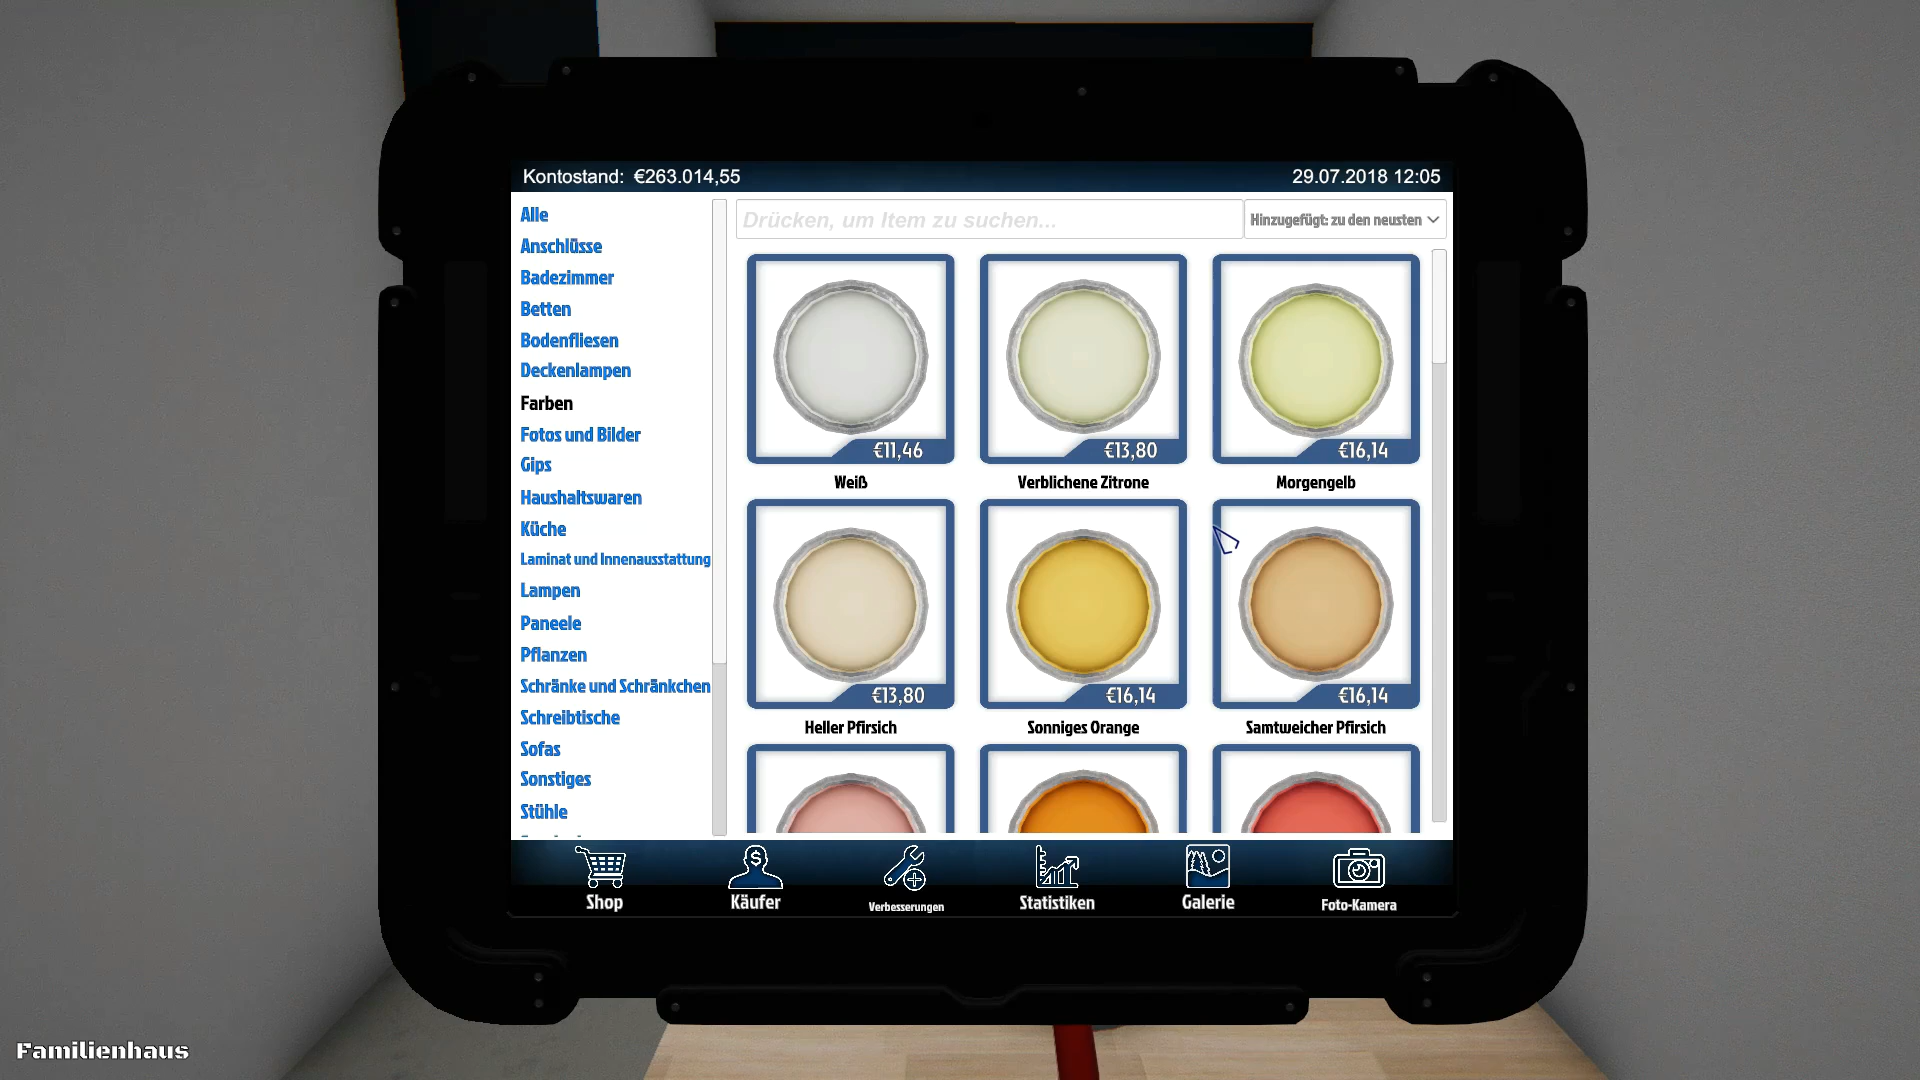 Kontostand: €263.014,55
29.07.2018 12:05
Alle
Anschlüsse
Badezimmer
Betten
Bodenfliesen
Deckenlampen
Farben
Fotos und Bilder
Gips
Haushaltswaren
Küche
Laminat und Innenausstattung
Lampen
Paneele
Pflanzen
Schränke und Schränkchen
Schreibtische
Sofas
Sonstiges
Stühle
Drücken, um Item zu suchen...
Hinzugefügt: zu den neusten
€11,46
€13,80
€16,14
Weiß
Verblichene Zitrone
Morgengelb
€13,80
€16,14
€16,14
Heller Pfirsich
Sonniges Orange
Samtweicher Pfirsich
Shop
Käufer
Verbesserungen
Statistiken
Galerie
Foto-Kamera
Familienhaus